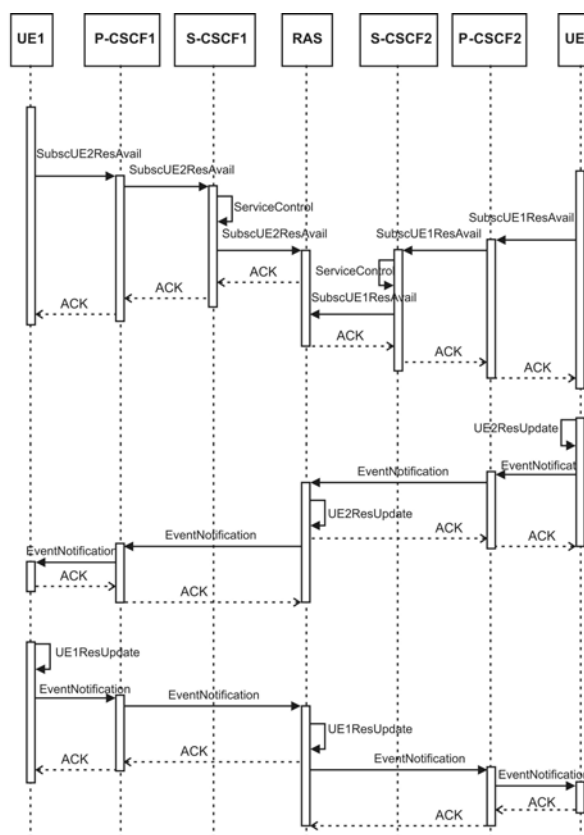 UE1 P-CSCF1 S-CSCF1 RAS S-CSCF2 P-CSCF2 UE
SubscUE2ResAvail
SubscUE2ResAvail
ServiceControl
SubscUE1ResAvail
SubscUE2ResAvail
SubscUE1ResAvail
ACK
ServiceControl
ACK
SubscUE1ResAvail
ACK
ACK
ACK
ACK
UE2ResUpdate
EventNotification
EventNotificat
UE2ResUpdate
EventNotification
ACK
ACK
EventNotification
ACK
ACK
UE1ResUpdate
EventNotification
EventNotification
UE1ResUpdate
ACK
EventNotification
ACK
EventNotification
ACK
ACK